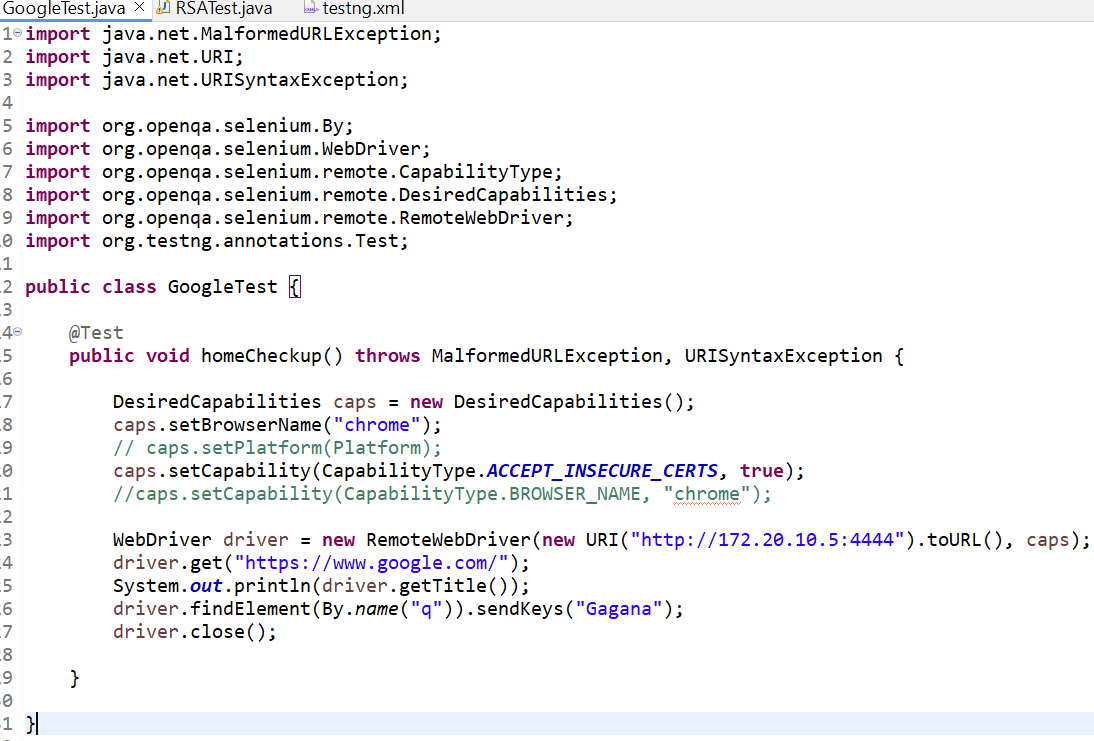 GoogleTest.java RSATest.java testng.xml
1 import java.net.MalformedURLException;
2 import java.net.URI;
3 import java.net.URISyntaxException;
4
5 import org.openqa.selenium.By;
6 import org.openqa.selenium.WebDriver;
7 import org.openqa.selenium.remote.CapabilityType;
8 import org.openqa.selenium.remote.DesiredCapabilities;
9 import org.openqa.selenium.remote.RemoteWebDriver;
0 import org.testng.annotations.Test;
1
2 public class GoogleTest {
3
4 @Test
5 public void homeCheckup() throws MalformedURLException, URISyntaxException {
6
7 DesiredCapabilities caps = new DesiredCapabilities();
8 caps.setBrowserName("chrome");
9 // caps.setPlatform(Platform);
0 caps.setCapability(CapabilityType.ACCEPT_INSECURE_CERTS, true);
1 //caps.setCapability(CapabilityType.BROWSER_NAME, "chrome");
2
3 WebDriver driver = new RemoteWebDriver(new URI("http://172.20.10.5:4444").toURL(), caps);
4 driver.get("https://www.google.com/");
5 System.out.println(driver.getTitle());
6 driver.findElement(By.name("q")).sendKeys("Gagana");
7 driver.close();
8
9 }
0
1 }